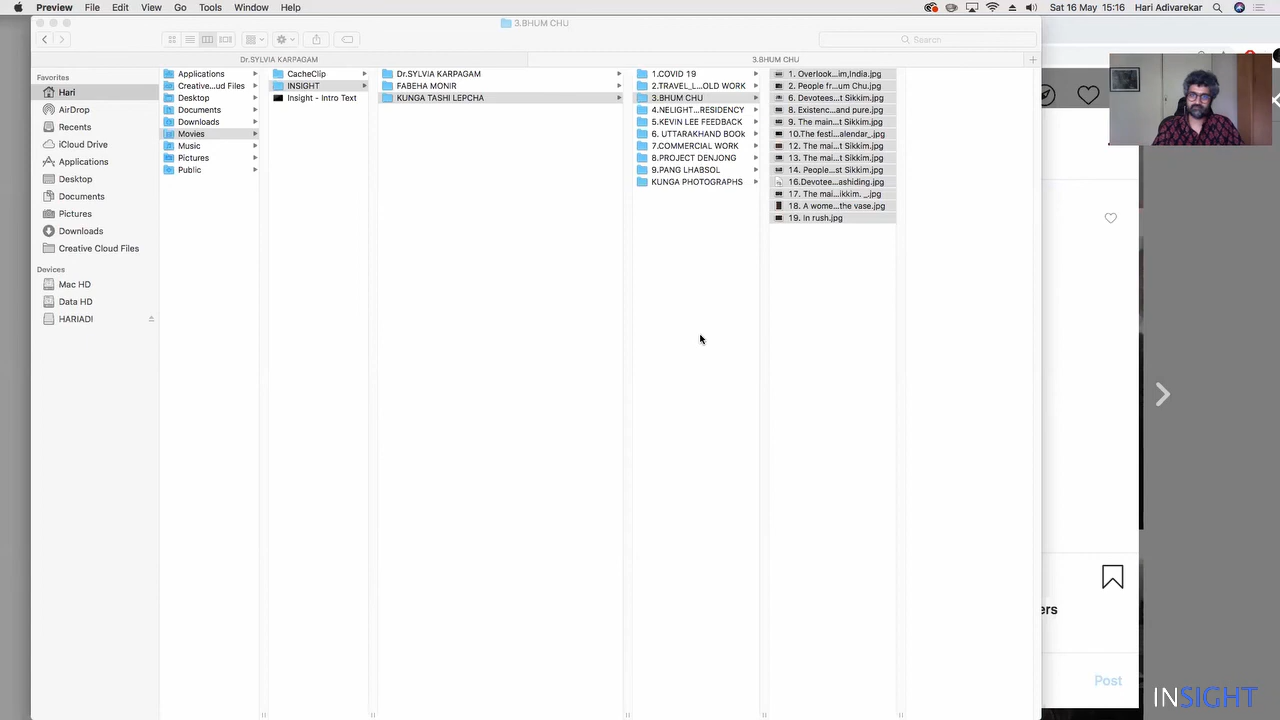 Preview File Edit View Go Tools Window Help Sat 16 May 15:16 Hari Adivarekar
3.BHUM CHU
Search
Dr.SYLVIA KARPAGAM 3.BHUM CHU
Favorites
Hari
AirDrop
Recents
iCloud Drive
Applications
Desktop
Documents
Pictures
Downloads
Creative Cloud Files
Devices
Mac HD
Data HD
HARIADI
Applications
Creative...ud Files
Desktop
Documents
Downloads
Movies
Music
Pictures
Public
CacheClip
INSIGHT
Insight - Intro Text
Dr.SYLVIA KARPAGAM
FABEHA MONIR
KUNGA TASHI LEPCHA
1.COVID 19
2.TRAVEL_L...OLD WORK
3.BHUM CHU
4.NELIGHT...RESIDENCY
5.KEVIN LEE FEEDBACK
6. UTTARAKHAND BOOK
7.COMMERCIAL WORK
8.PROJECT DENJONG
9.PANG LHABSOL
KUNGA PHOTOGRAPHS
1. Overlook...im,India.jpg
2. People fr...um Chu.jpg
6. Devotees...t Sikkim.jpg
8. Existenc...and pure.jpg
9. The main...t Sikkim.jpg
10.The festi...alendar_.jpg
12. The mai...t Sikkim.jpg
13. The mai...t Sikkim.jpg
14. People...st Sikkim.jpg
16.Devotee...ashiding.jpg
17. The mai...ikkim. _.jpg
18. A wome...the vase.jpg
19. in rush.jpg
ers
Post
INSIGHT